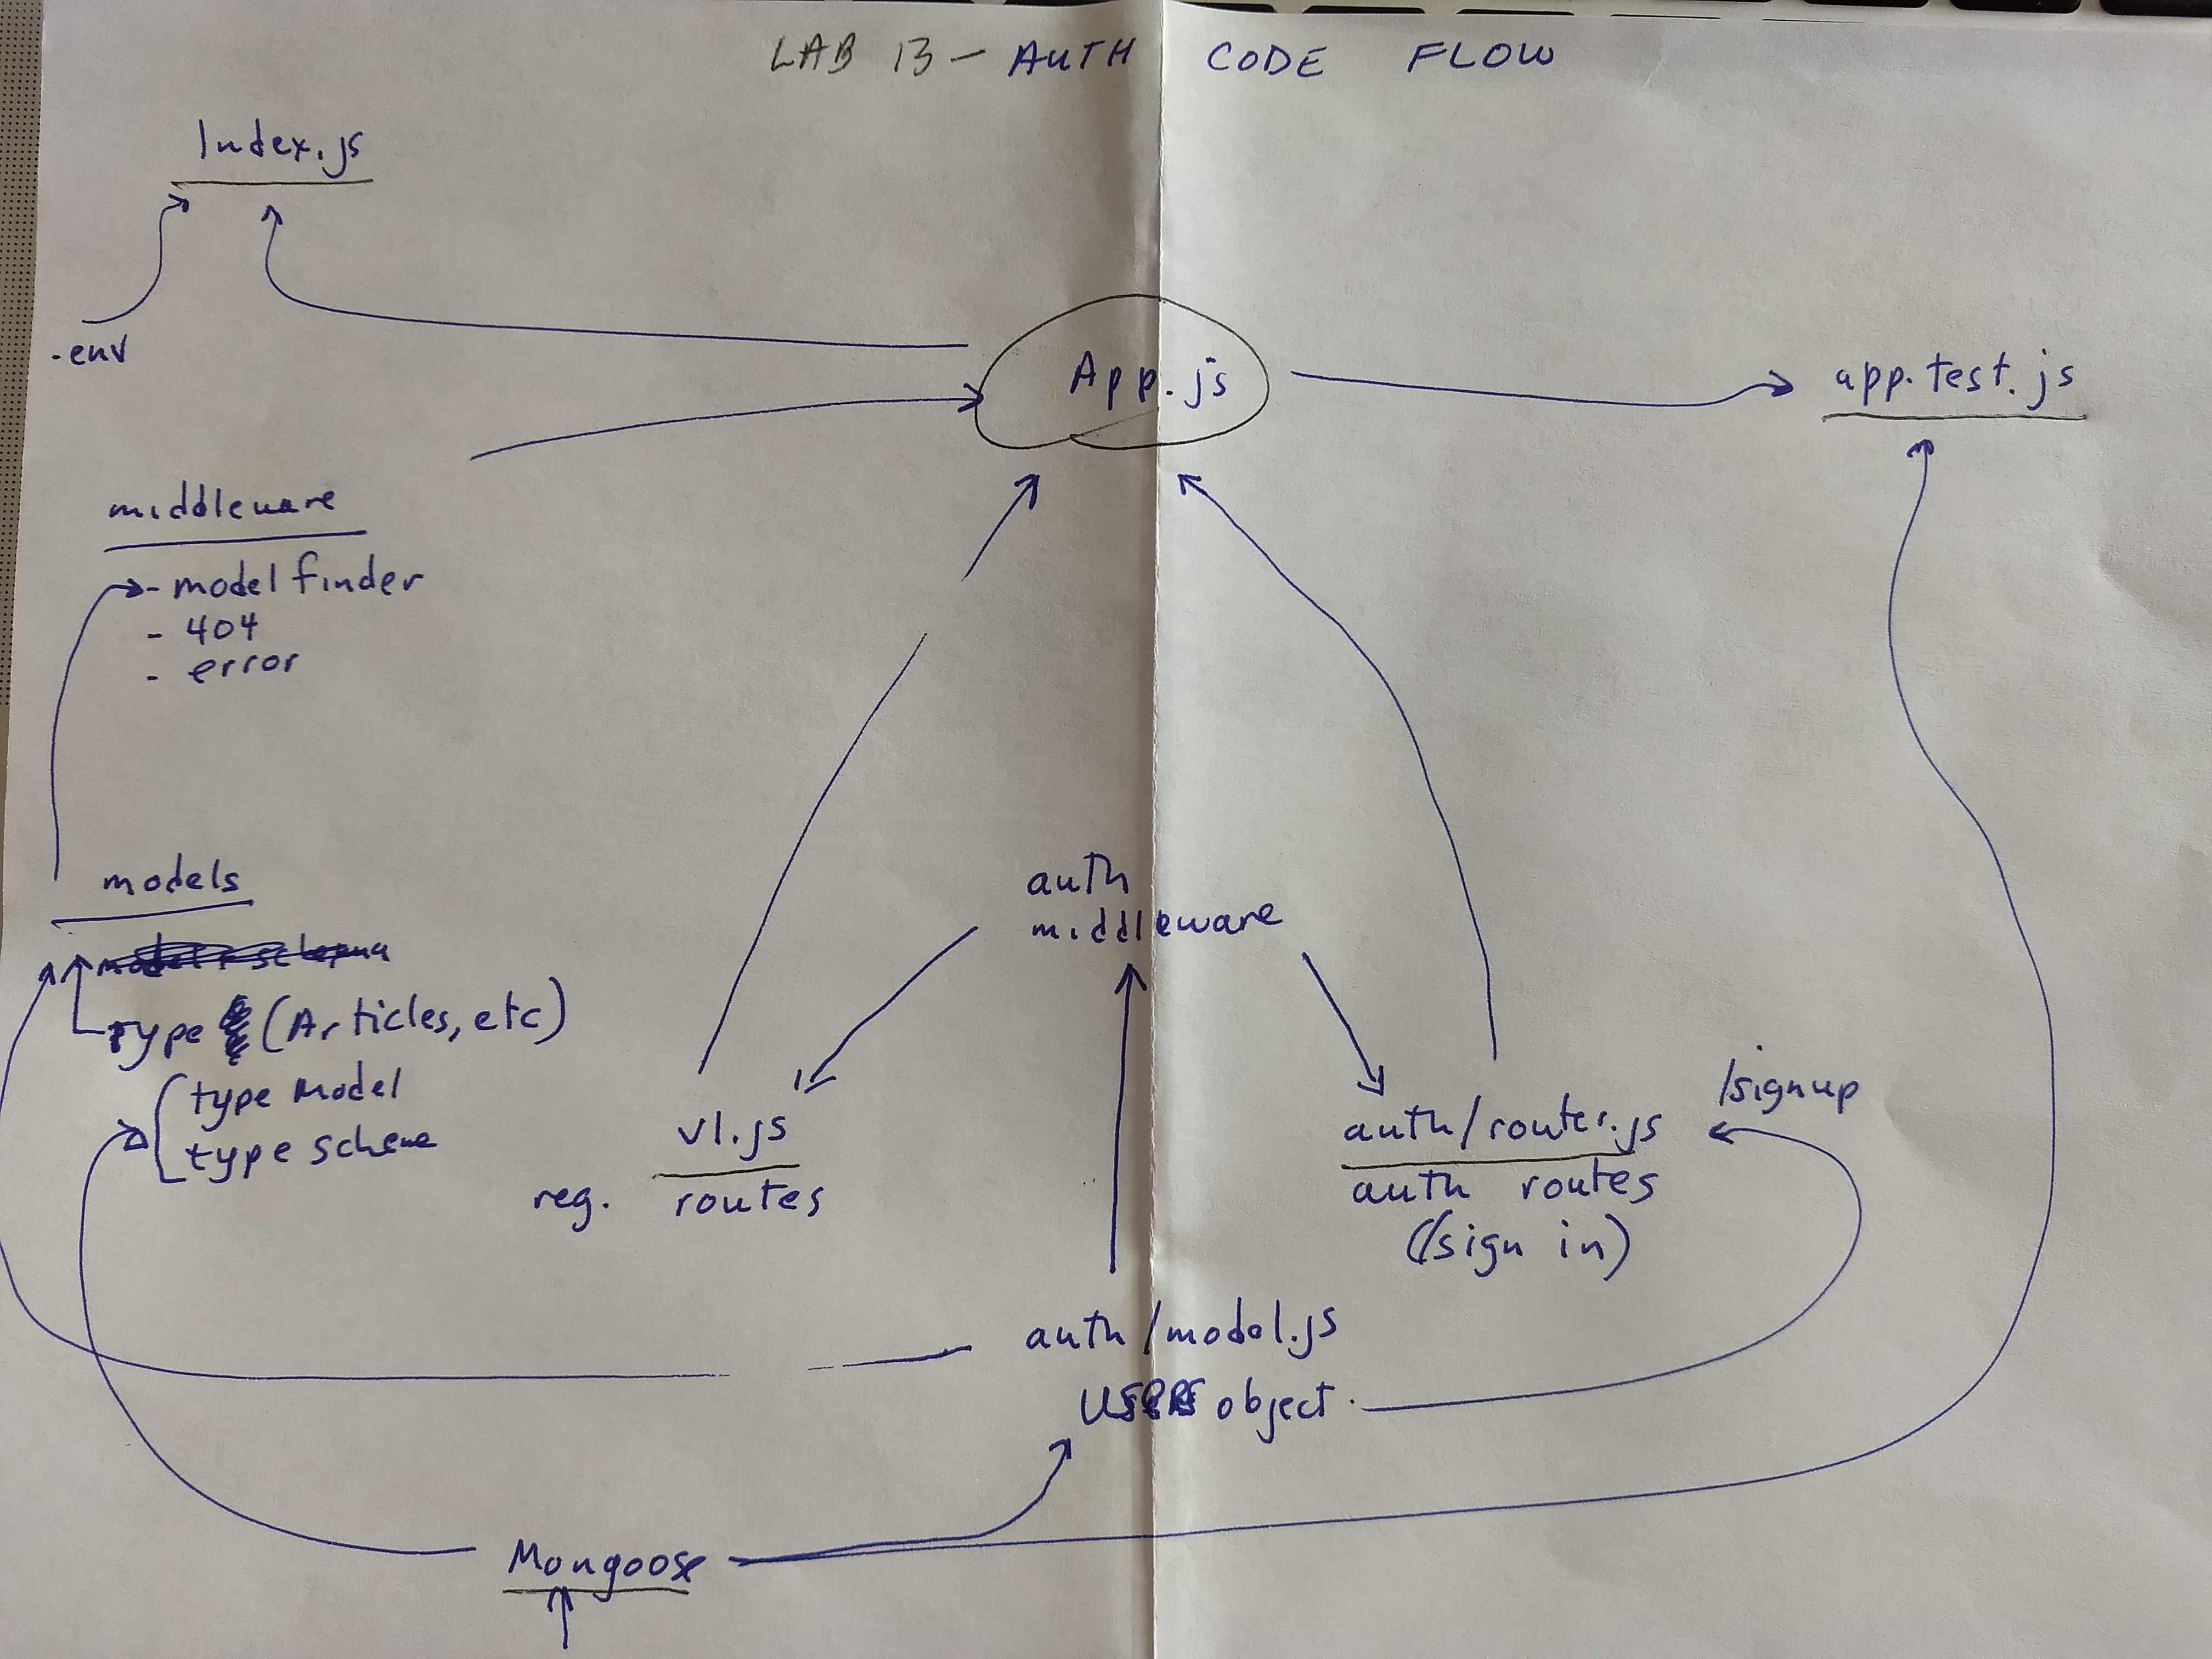 LAB 13 - AUTH CODE FLOW
Index.js
.env
App.js
app.test.js
middleware
- model finder
- 404
- error
models
type (Articles, etc)
type Model
type scheme
auth
middleware
v1.js
reg. routes
auth/router.js
auth routes
(/sign in)
/signup
auth/model.js
USERS object
Mongoose